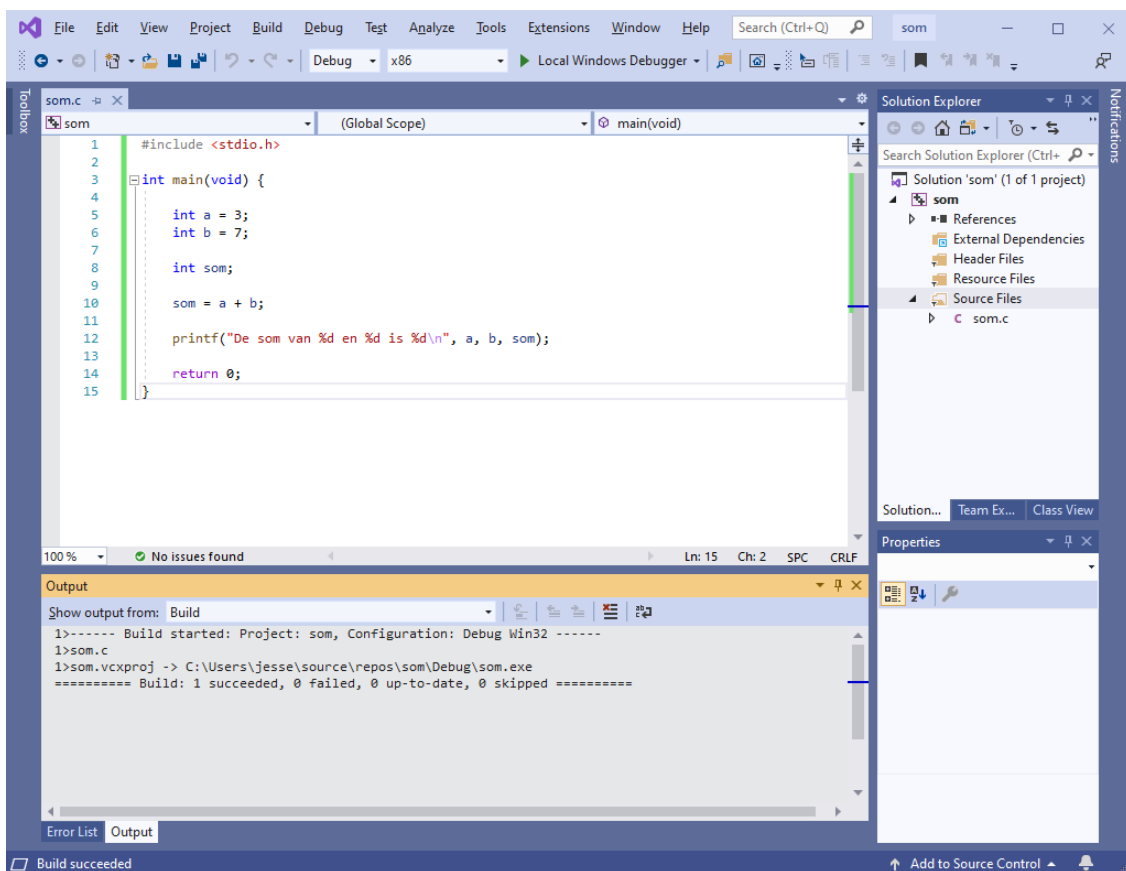 File Edit View Project Build Debug Test Analyze Tools Extensions Window Help Search (Ctrl+Q) som
Debug x86 Local Windows Debugger
Toolbox
som.c
som (Global Scope) main(void)
1 #include <stdio.h>
2
3 int main(void) {
4
5 int a = 3;
6 int b = 7;
7
8 int som;
9
10 som = a + b;
11
12 printf("De som van %d en %d is %d\n", a, b, som);
13
14 return 0;
15 }
100 % No issues found Ln: 15 Ch: 2 SPC CRLF
Output
Show output from: Build
1>------ Build started: Project: som, Configuration: Debug Win32 ------
1>som.c
1>som.vcxproj -> C:\Users\jesse\source\repos\som\Debug\som.exe
========== Build: 1 succeeded, 0 failed, 0 up-to-date, 0 skipped ==========
Error List Output
Solution Explorer
Search Solution Explorer (Ctrl+
Solution 'som' (1 of 1 project)
som
References
External Dependencies
Header Files
Resource Files
Source Files
C som.c
Solution... Team Ex... Class View
Properties
Notifications
Build succeeded Add to Source Control